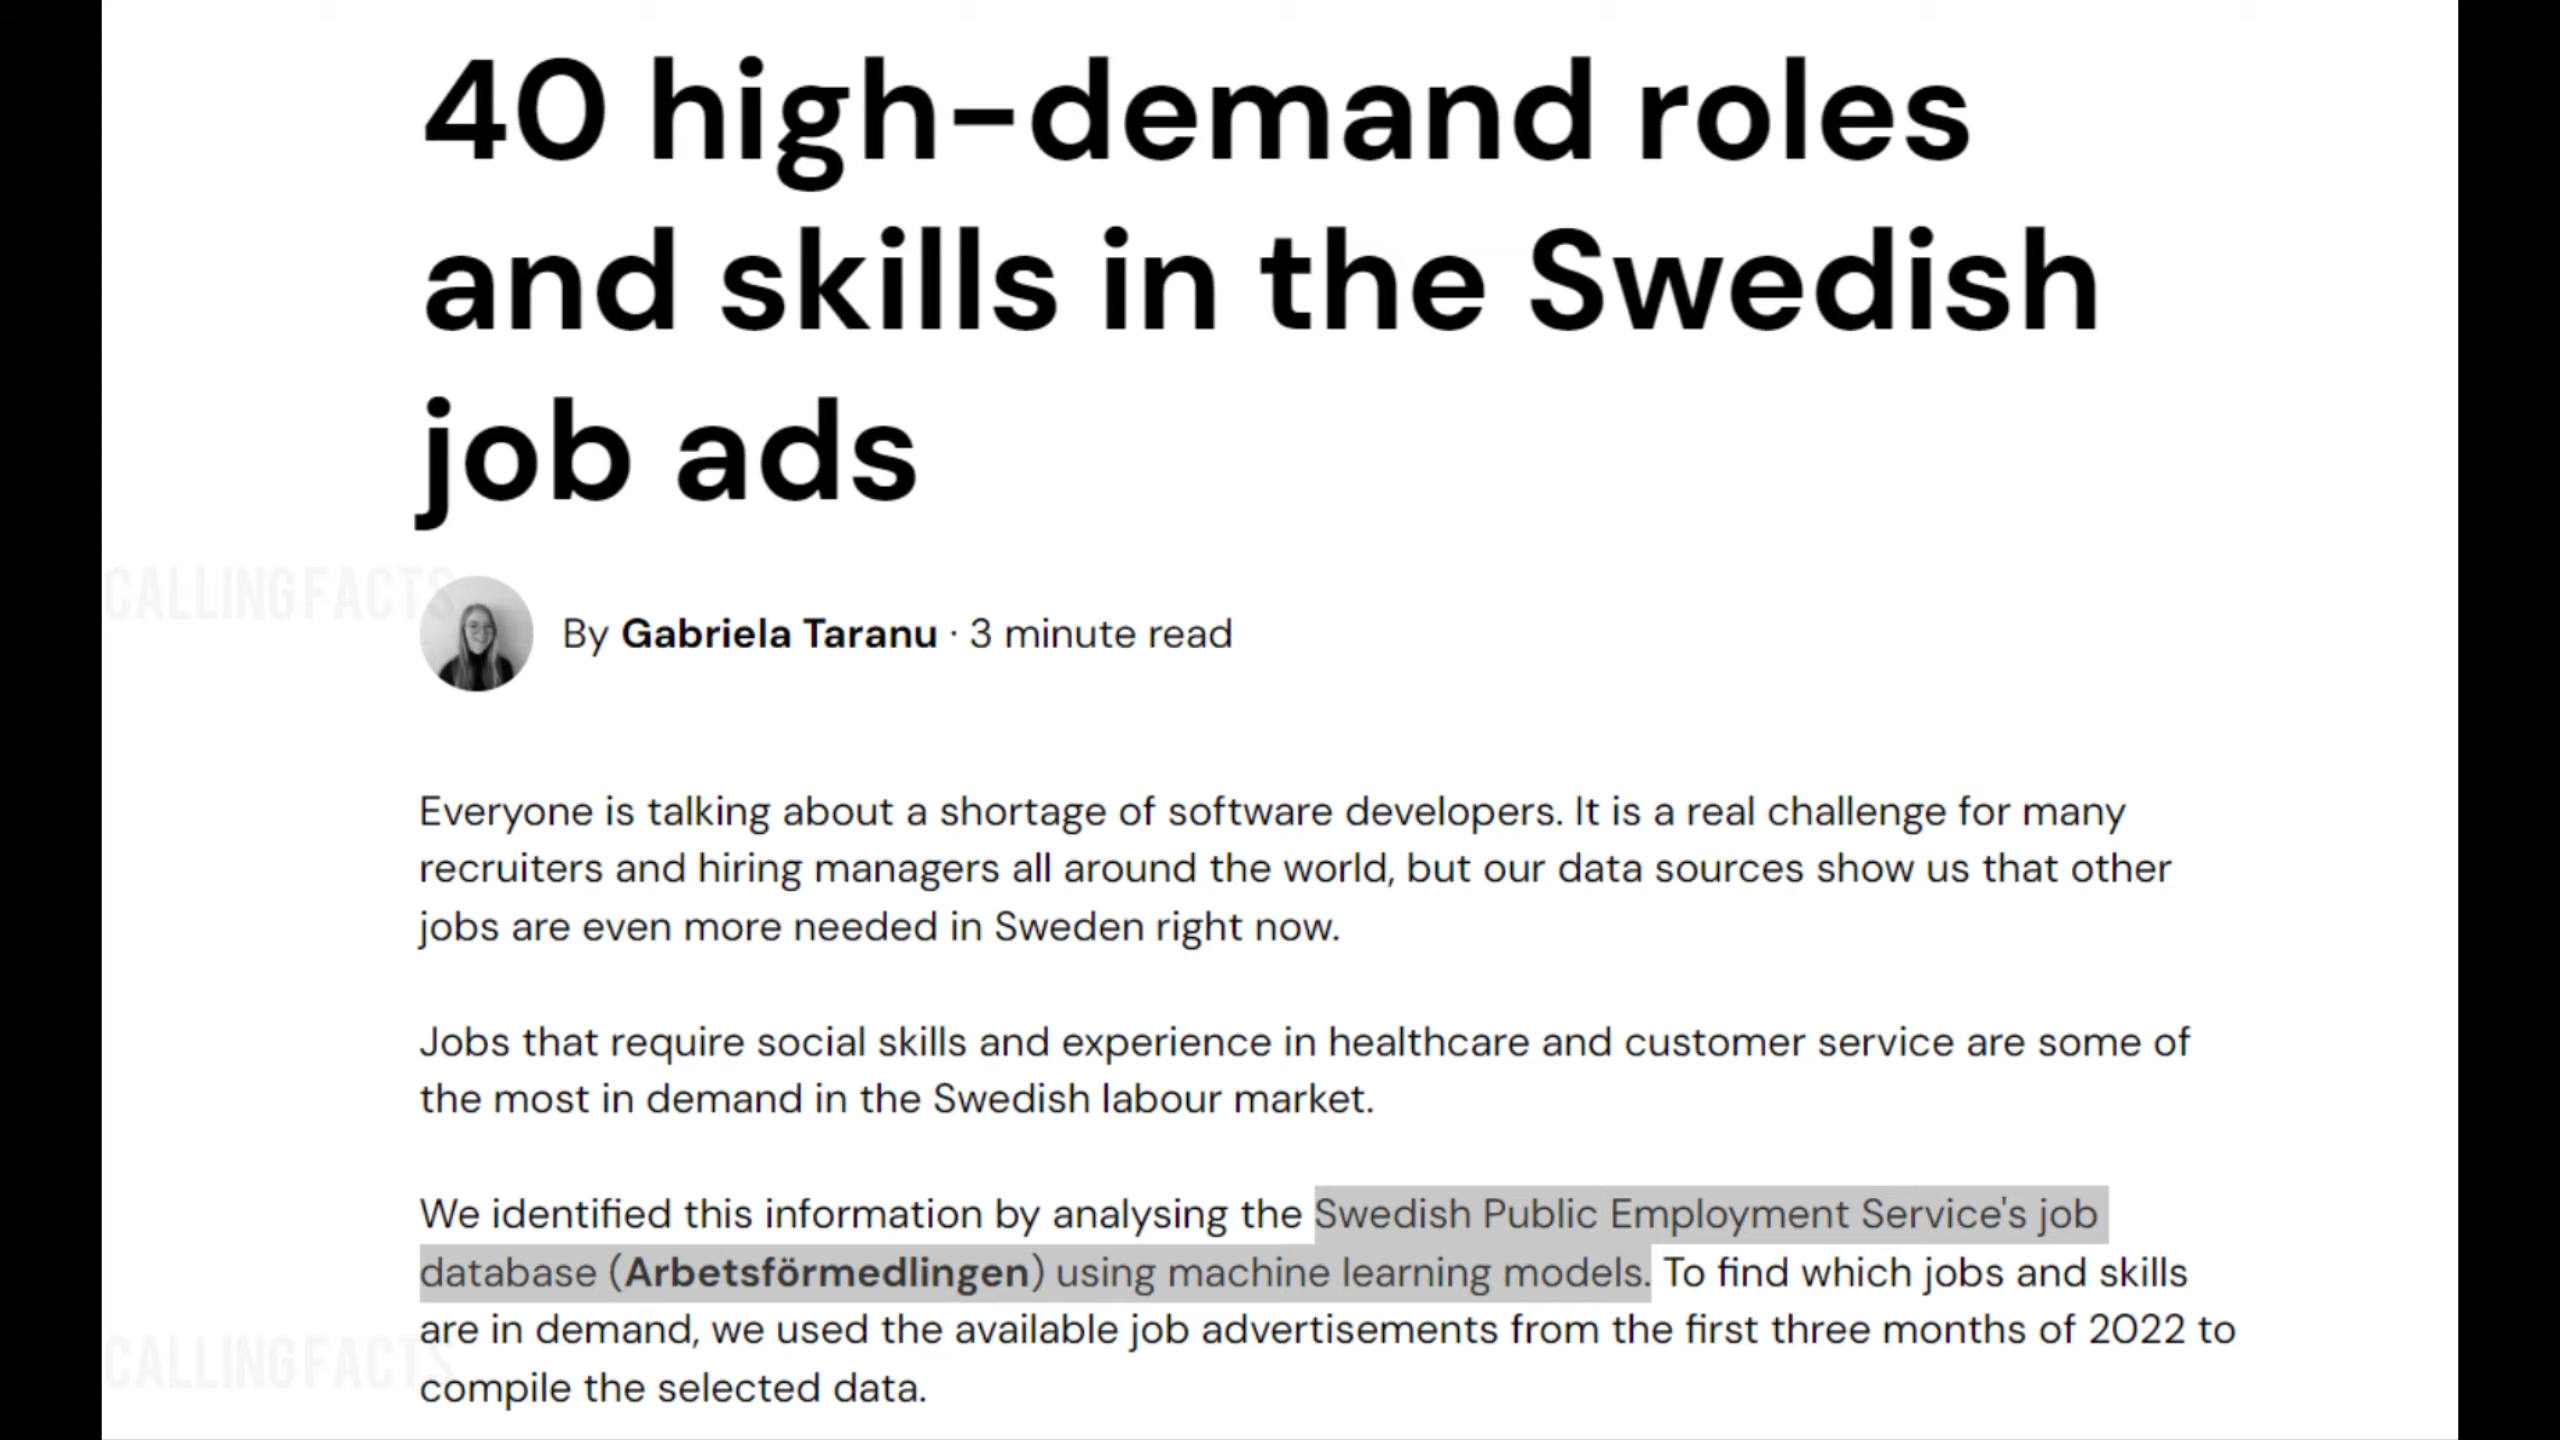 40 high-demand roles
and skills in the Swedish
job ads
CALLINGFACTS
By Gabriela Taranu · 3 minute read
Everyone is talking about a shortage of software developers. It is a real challenge for many
recruiters and hiring managers all around the world, but our data sources show us that other
jobs are even more needed in Sweden right now.
Jobs that require social skills and experience in healthcare and customer service are some of
the most in demand in the Swedish labour market.
We identified this information by analysing the Swedish Public Employment Service's job
database (Arbetsförmedlingen) using machine learning models. To find which jobs and skills
are in demand, we used the available job advertisements from the first three months of 2022 to
CALLINGFACTS
compile the selected data.